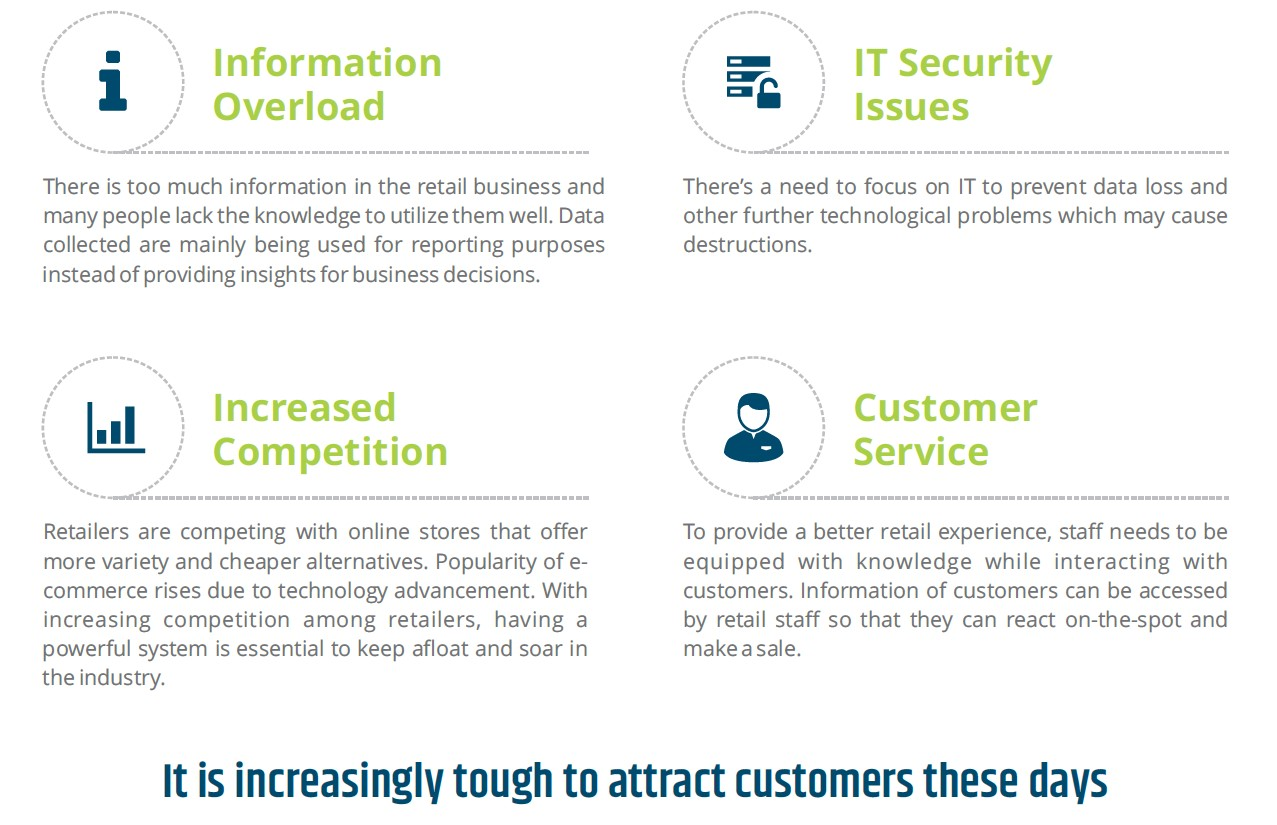 Information
Overload
There is too much information in the retail business and
many people lack the knowledge to utilize them well. Data
collected are mainly being used for reporting purposes
instead of providing insights for business decisions.
IT Security
Issues
There’s a need to focus on IT to prevent data loss and
other further technological problems which may cause
destructions.
Increased
Competition
Retailers are competing with online stores that offer
more variety and cheaper alternatives. Popularity of e-
commerce rises due to technology advancement. With
increasing competition among retailers, having a
powerful system is essential to keep afloat and soar in
the industry.
Customer
Service
To provide a better retail experience, staff needs to be
equipped with knowledge while interacting with
customers. Information of customers can be accessed
by retail staff so that they can react on-the-spot and
make a sale.
It is increasingly tough to attract customers these days